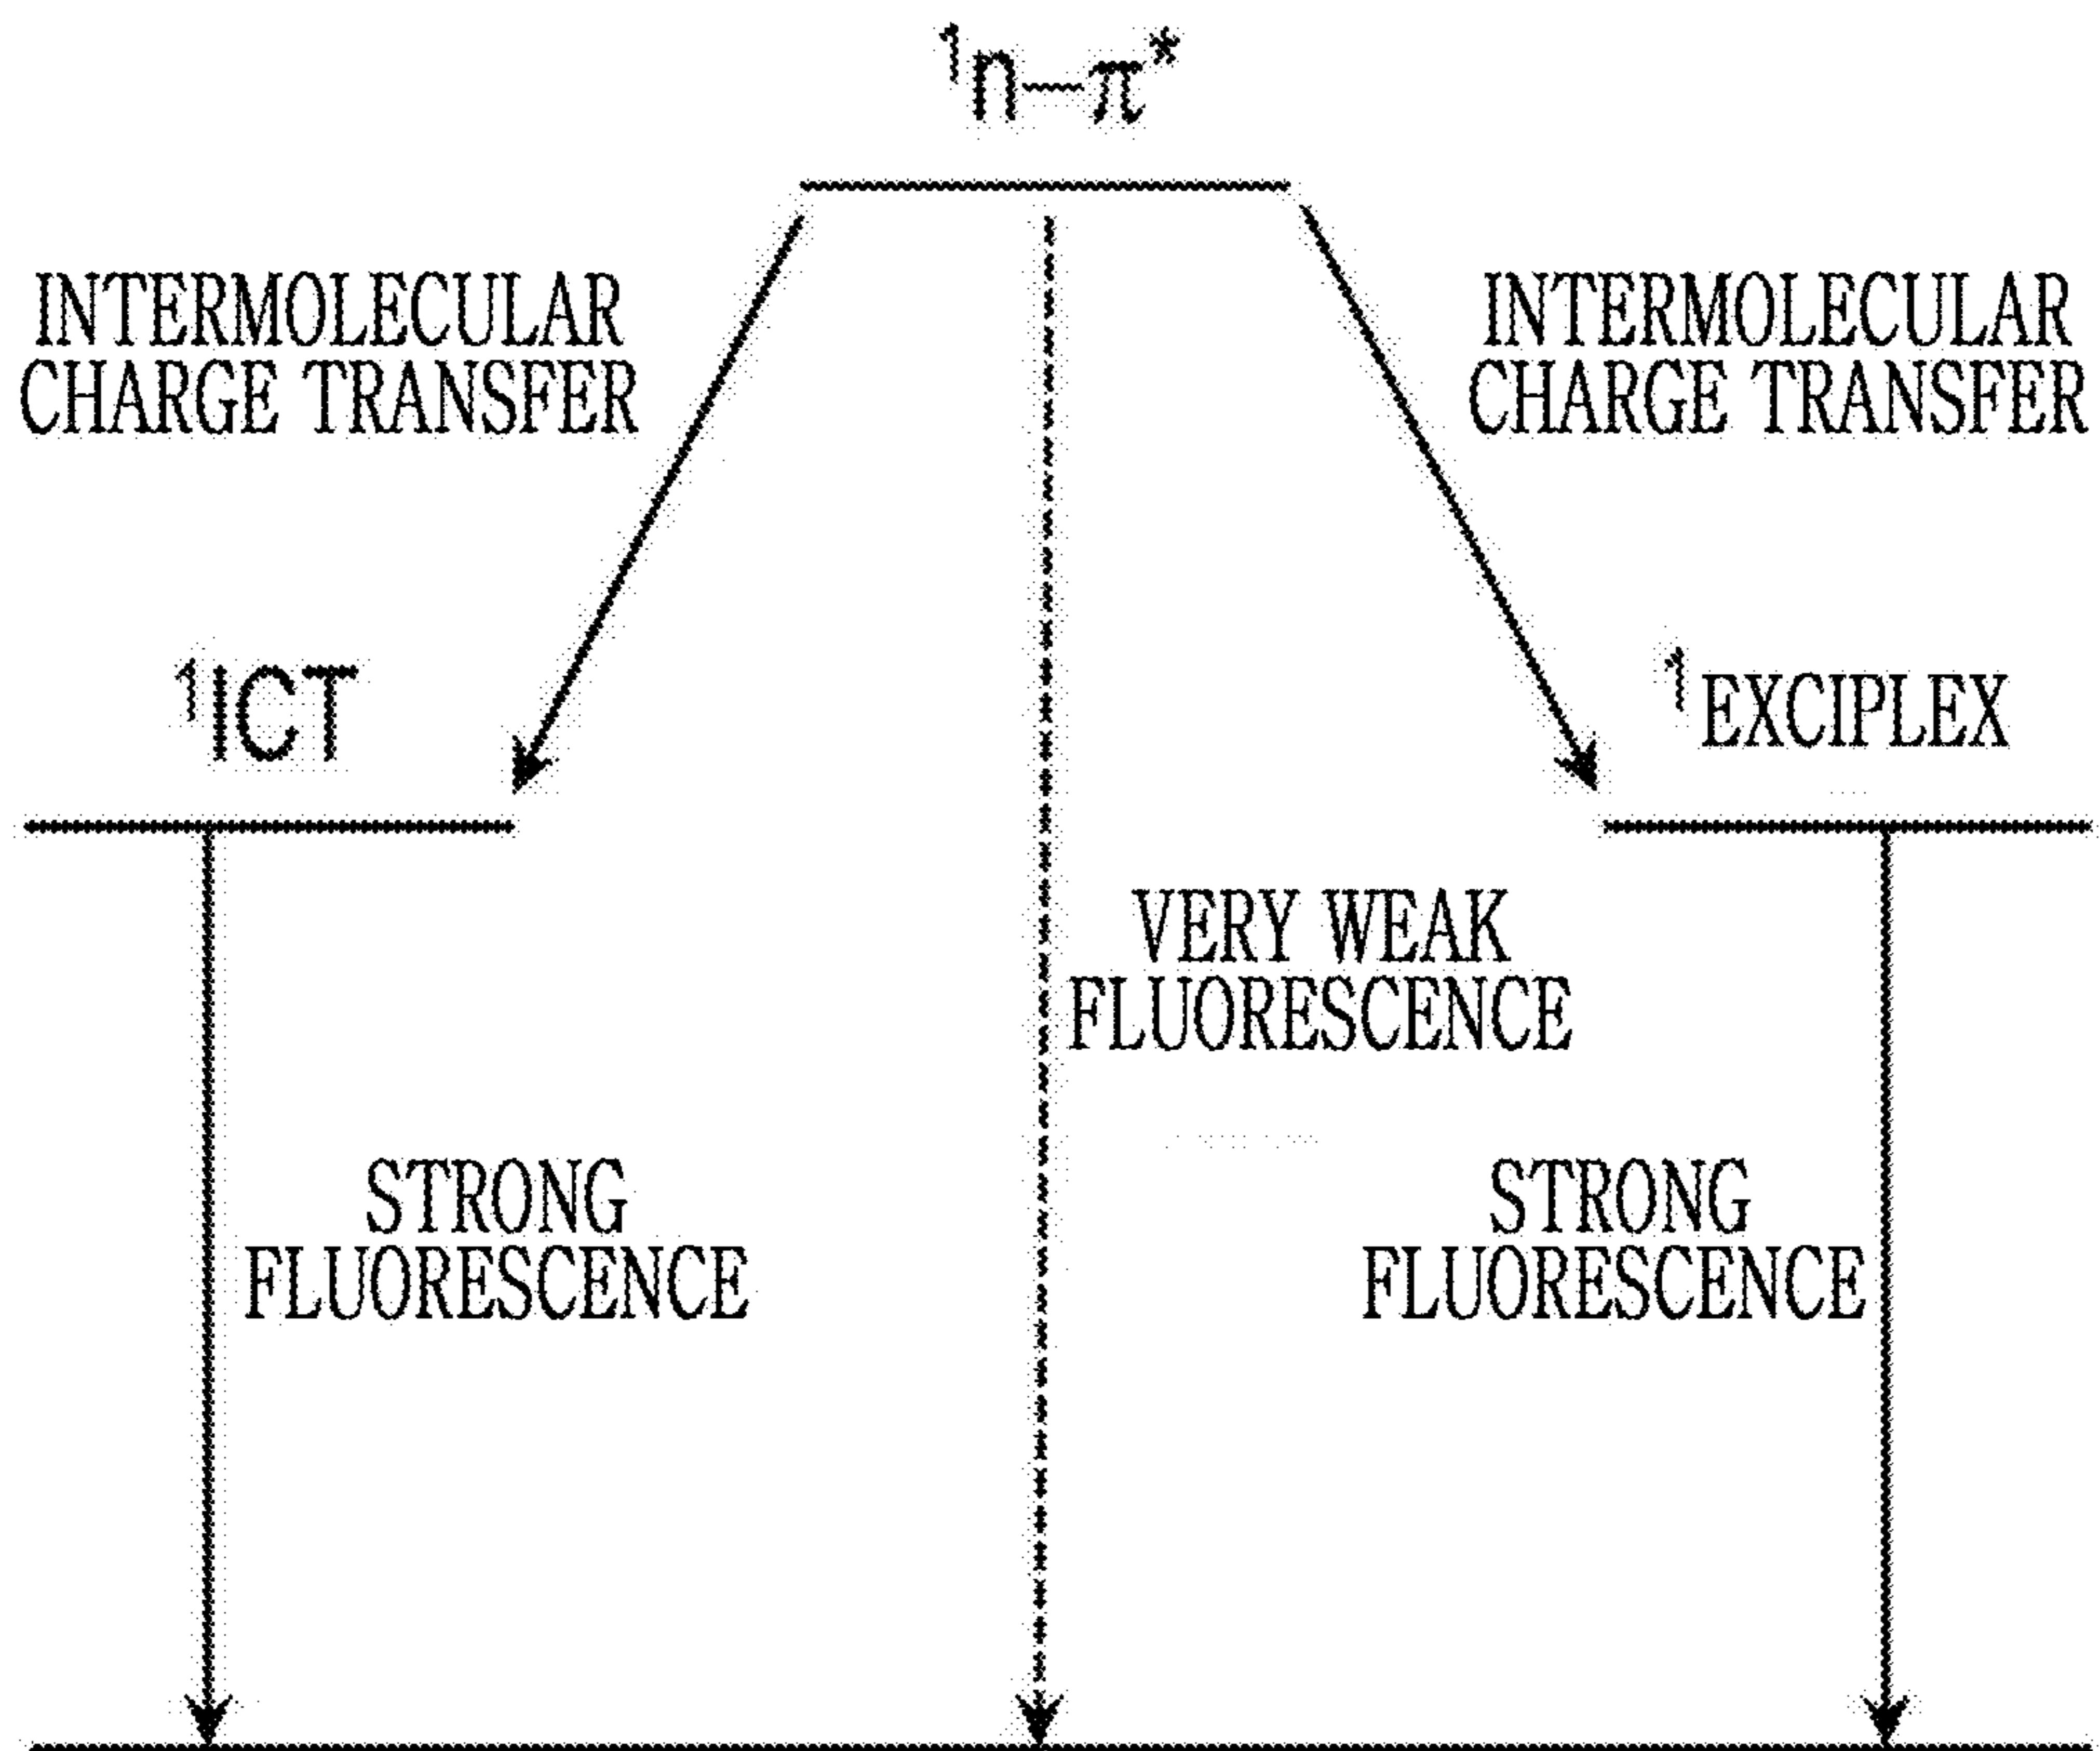 ¹n–π*
INTERMOLECULAR
CHARGE TRANSFER
INTERMOLECULAR
CHARGE TRANSFER
¹ICT
¹EXCIPLEX
VERY WEAK
FLUORESCENCE
STRONG
FLUORESCENCE
STRONG
FLUORESCENCE